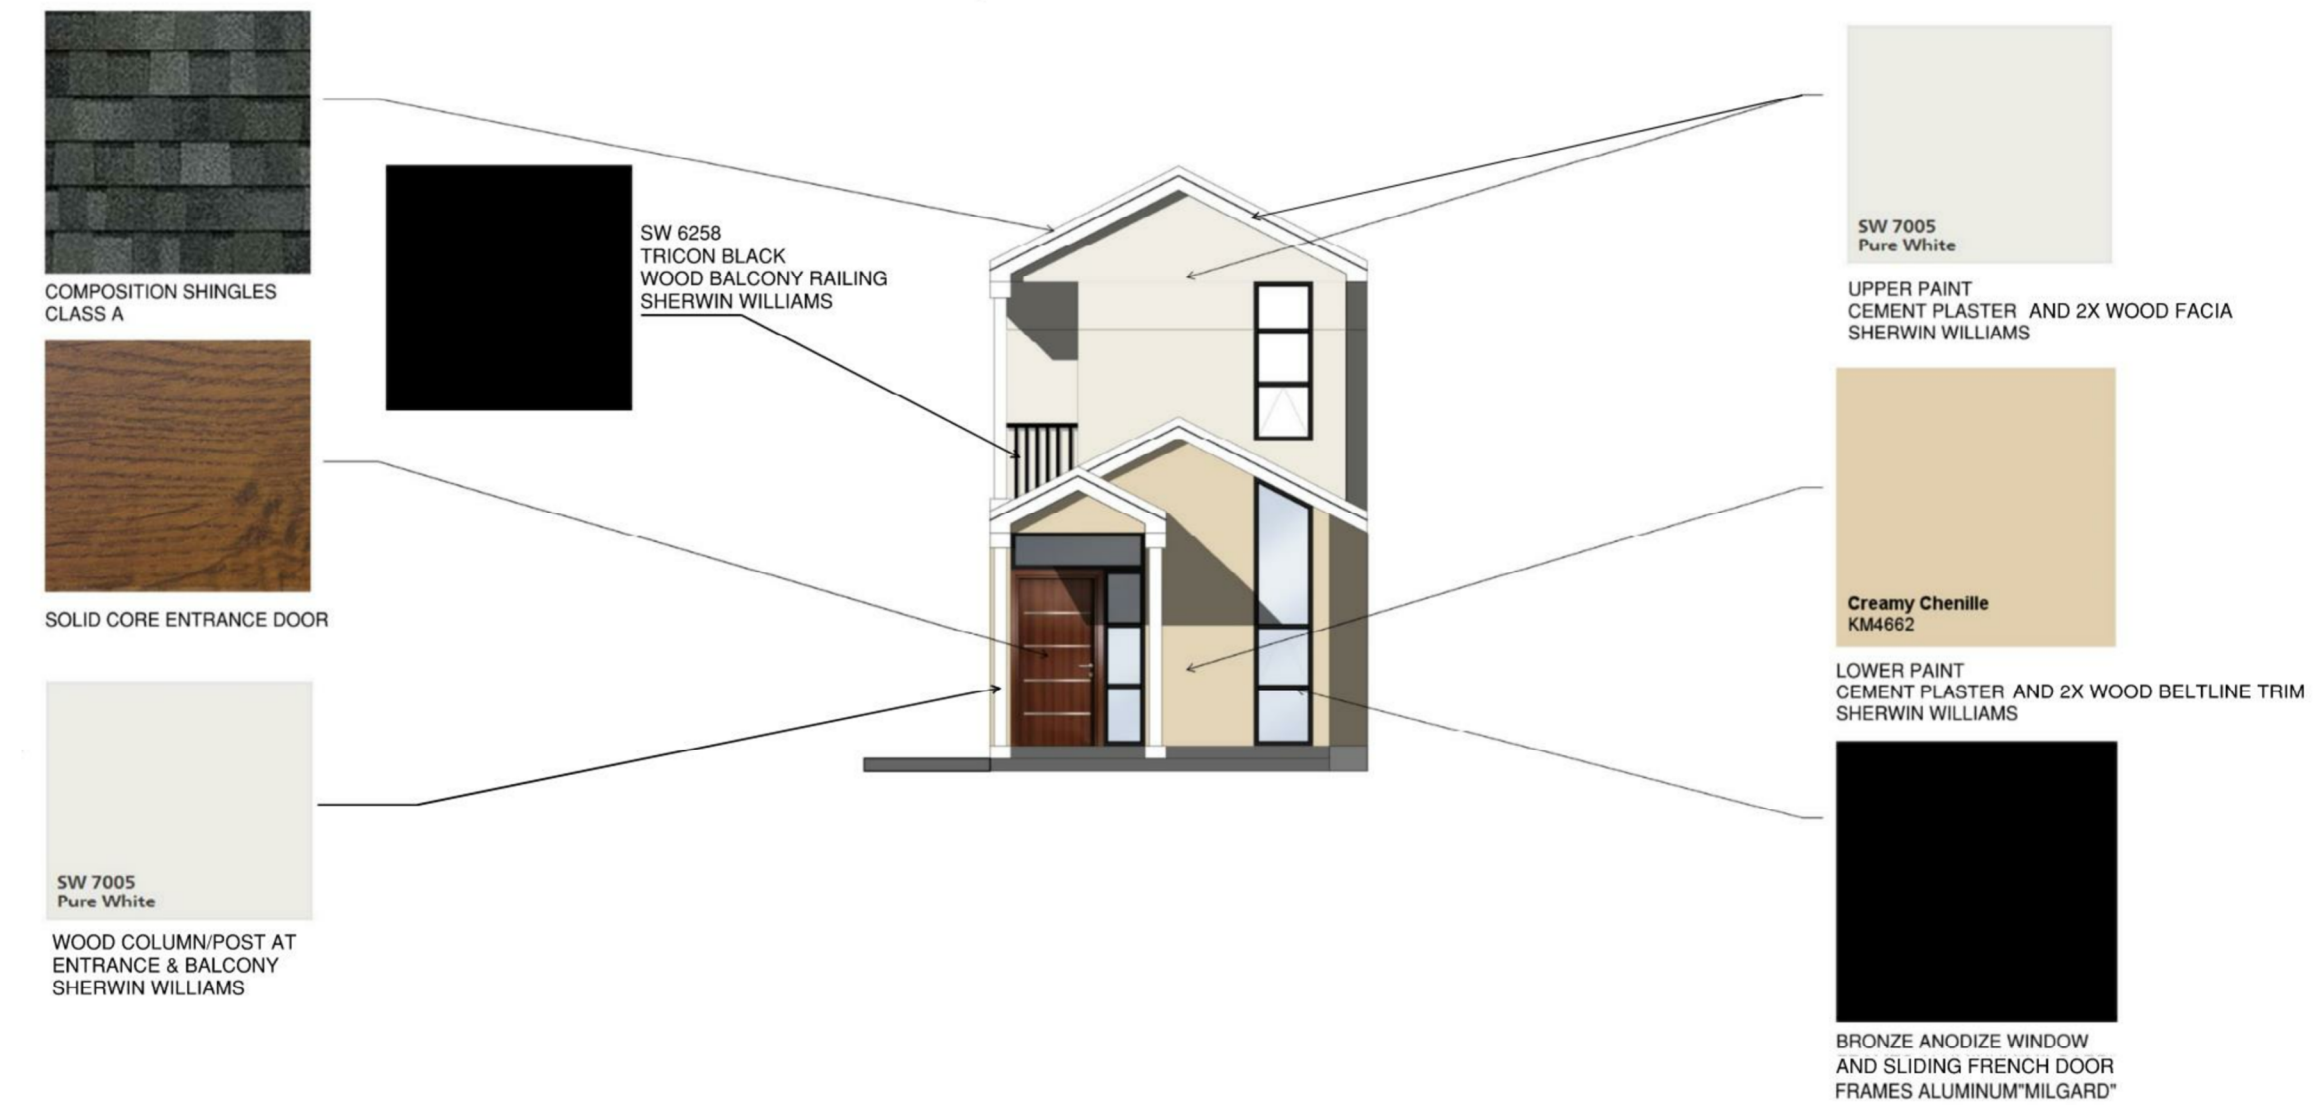 COMPOSITION SHINGLES
CLASS A
SW 6258
TRICON BLACK
WOOD BALCONY RAILING
SHERWIN WILLIAMS
SOLID CORE ENTRANCE DOOR
SW 7005
Pure White
WOOD COLUMN/POST AT
ENTRANCE & BALCONY
SHERWIN WILLIAMS
SW 7005
Pure White
UPPER PAINT
CEMENT PLASTER AND 2X WOOD FACIA
SHERWIN WILLIAMS
Creamy Chenille
KM4662
LOWER PAINT
CEMENT PLASTER AND 2X WOOD BELTLINE TRIM
SHERWIN WILLIAMS
BRONZE ANODIZE WINDOW
AND SLIDING FRENCH DOOR
FRAMES ALUMINUM"MILGARD"